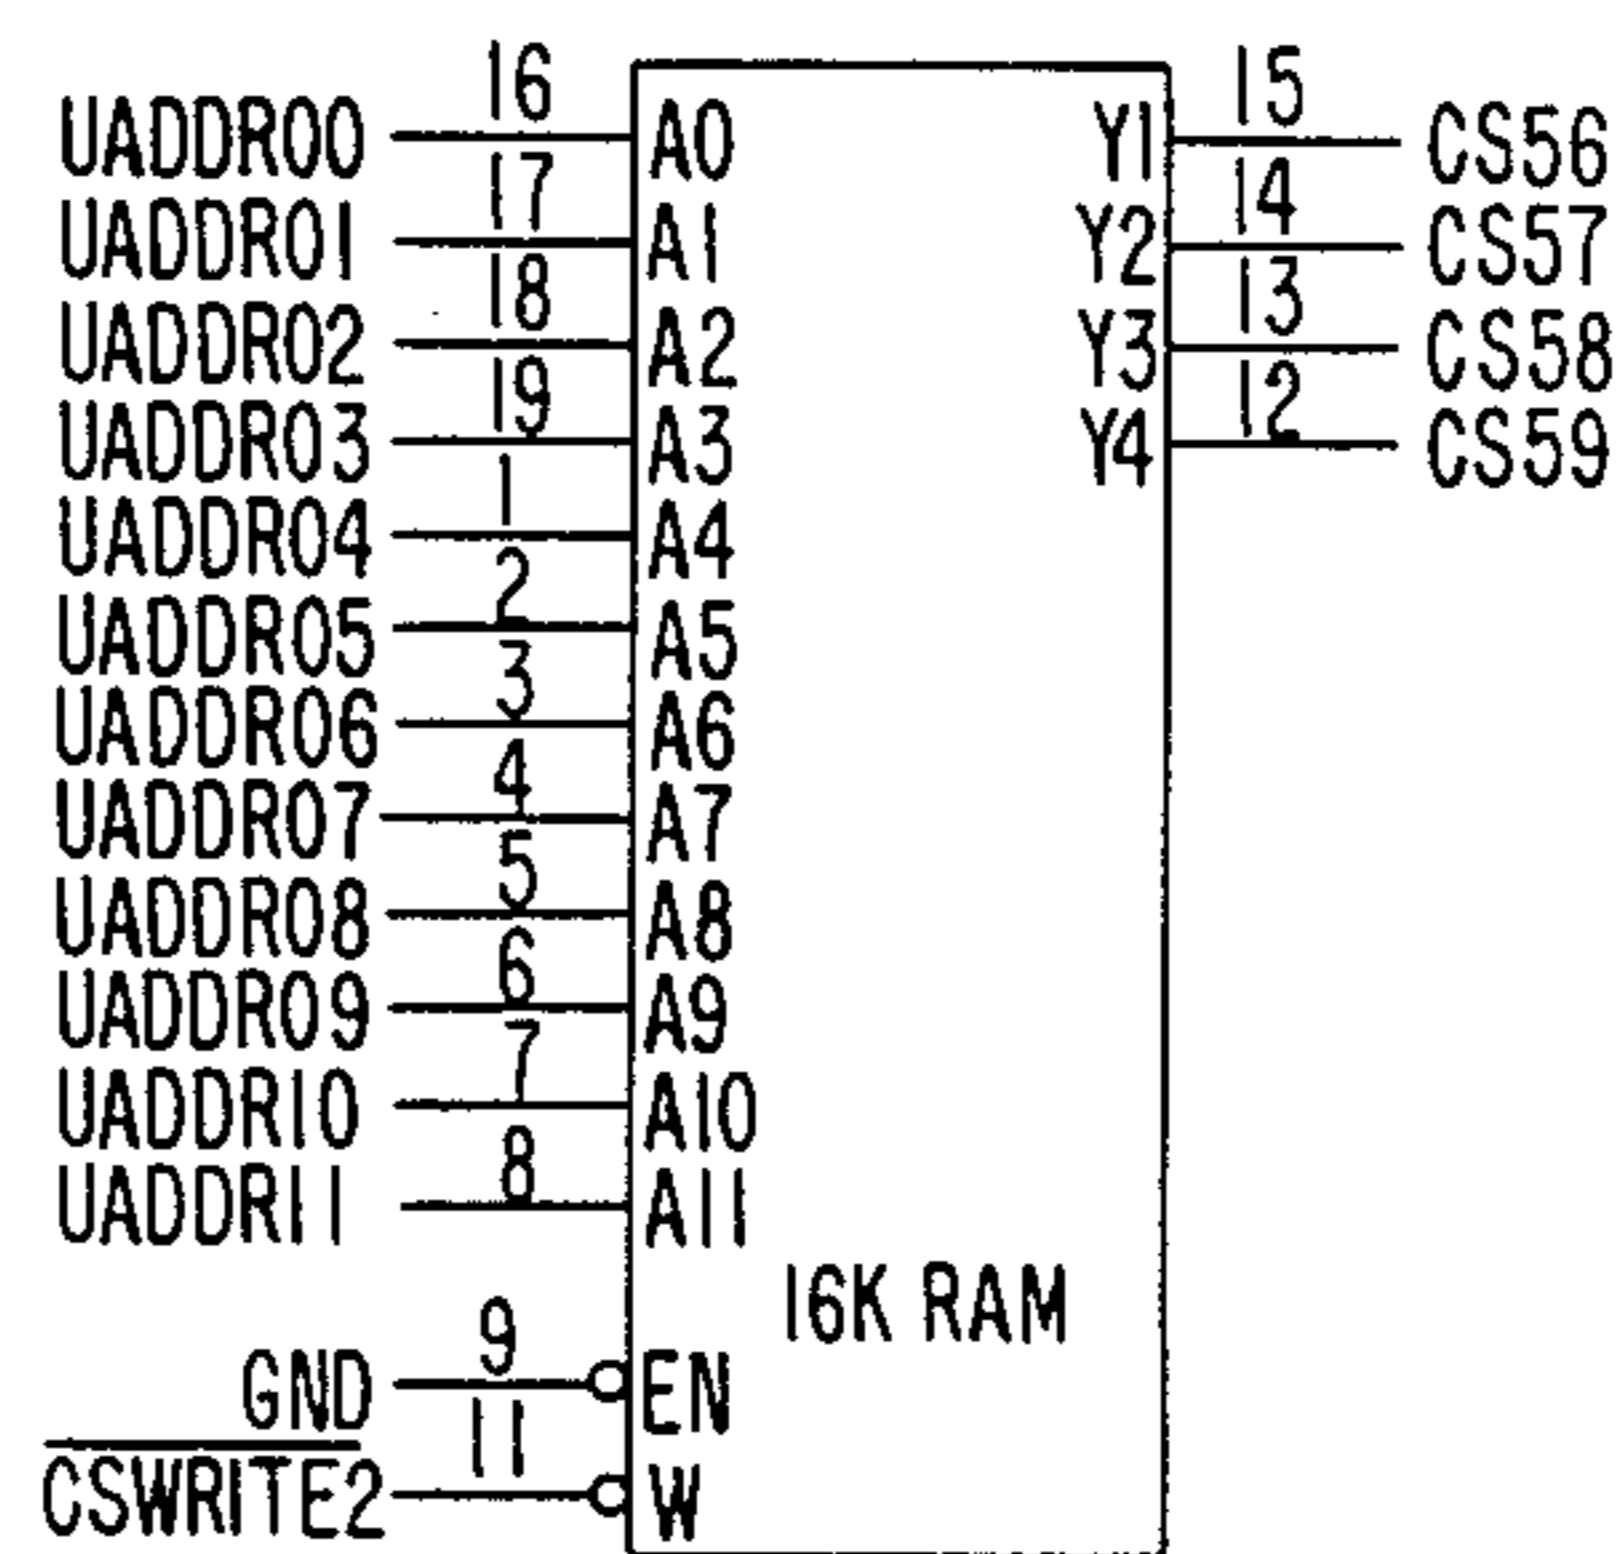 UADDR00 16 A0 Y1 15 CS56
UADDR01 17 A1 Y2 14 CS57
UADDR02 18 A2 Y3 13 CS58
UADDR03 19 A3 Y4 12 CS59
UADDR04 1 A4
UADDR05 2 A5
UADDR06 3 A6
UADDR07 4 A7
UADDR08 5 A8
UADDR09 6 A9
UADDR10 7 A10
UADDR11 8 A11
16K RAM
GND 9 EN
CSWRITE2 11 W